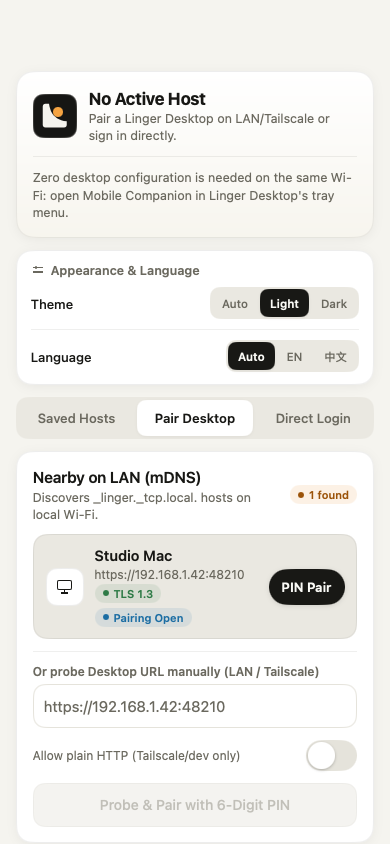 No Active Host
Pair a Linger Desktop on LAN/Tailscale or
sign in directly.
Zero desktop configuration is needed on the same Wi-
Fi: open Mobile Companion in Linger Desktop's tray
menu.
Appearance & Language
Theme
Auto
Light
Dark
Language
Auto
EN
中文
Saved Hosts
Pair Desktop
Direct Login
Nearby on LAN (mDNS)
Discovers _linger._tcp.local. hosts on
local Wi-Fi.
1 found
Studio Mac
https://192.168.1.42:48210
TLS 1.3
Pairing Open
PIN Pair
Or probe Desktop URL manually (LAN / Tailscale)
https://192.168.1.42:48210
Allow plain HTTP (Tailscale/dev only)
Probe & Pair with 6-Digit PIN